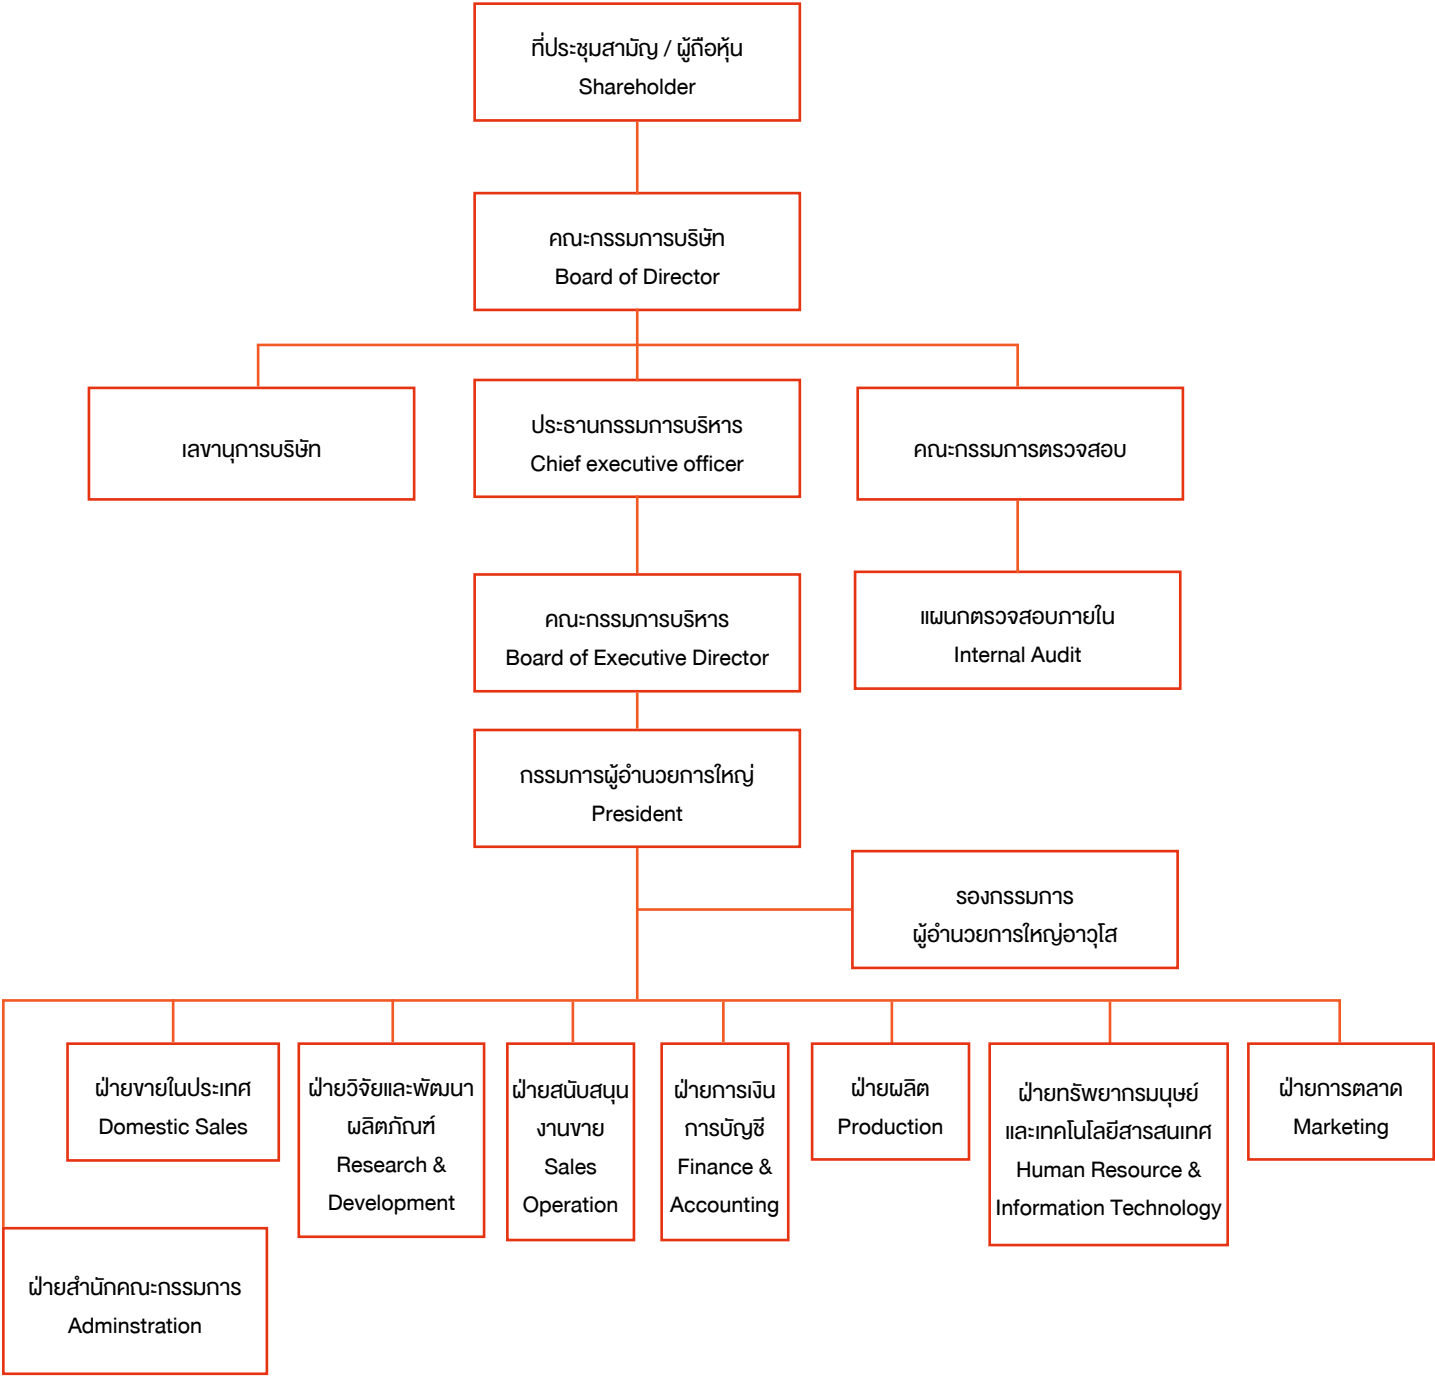 ที่ประชุมสามัญ / ผู้ถือหุ้น
Shareholder
คณะกรรมการบริษัท
Board of Director
เลขานุการบริษัท
ประธานกรรมการบริหาร
Chief executive officer
คณะกรรมการตรวจสอบ
คณะกรรมการบริหาร
Board of Executive Director
แผนกตรวจสอบภายใน
Internal Audit
กรรมการผู้อำนวยการใหญ่
President
รองกรรมการ
ผู้อำนวยการใหญ่อาวุโส
ฝ่ายขายในประเทศ
Domestic Sales
ฝ่ายวิจัยและพัฒนา
ผลิตภัณฑ์
Research &
Development
ฝ่ายสนับสนุน
งานขาย
Sales
Operation
ฝ่ายการเงิน
การบัญชี
Finance &
Accounting
ฝ่ายผลิต
Production
ฝ่ายทรัพยากรมนุษย์
และเทคโนโลยีสารสนเทศ
Human Resource &
Information Technology
ฝ่ายการตลาด
Marketing
ฝ่ายสำนักคณะกรรมการ
Adminstration